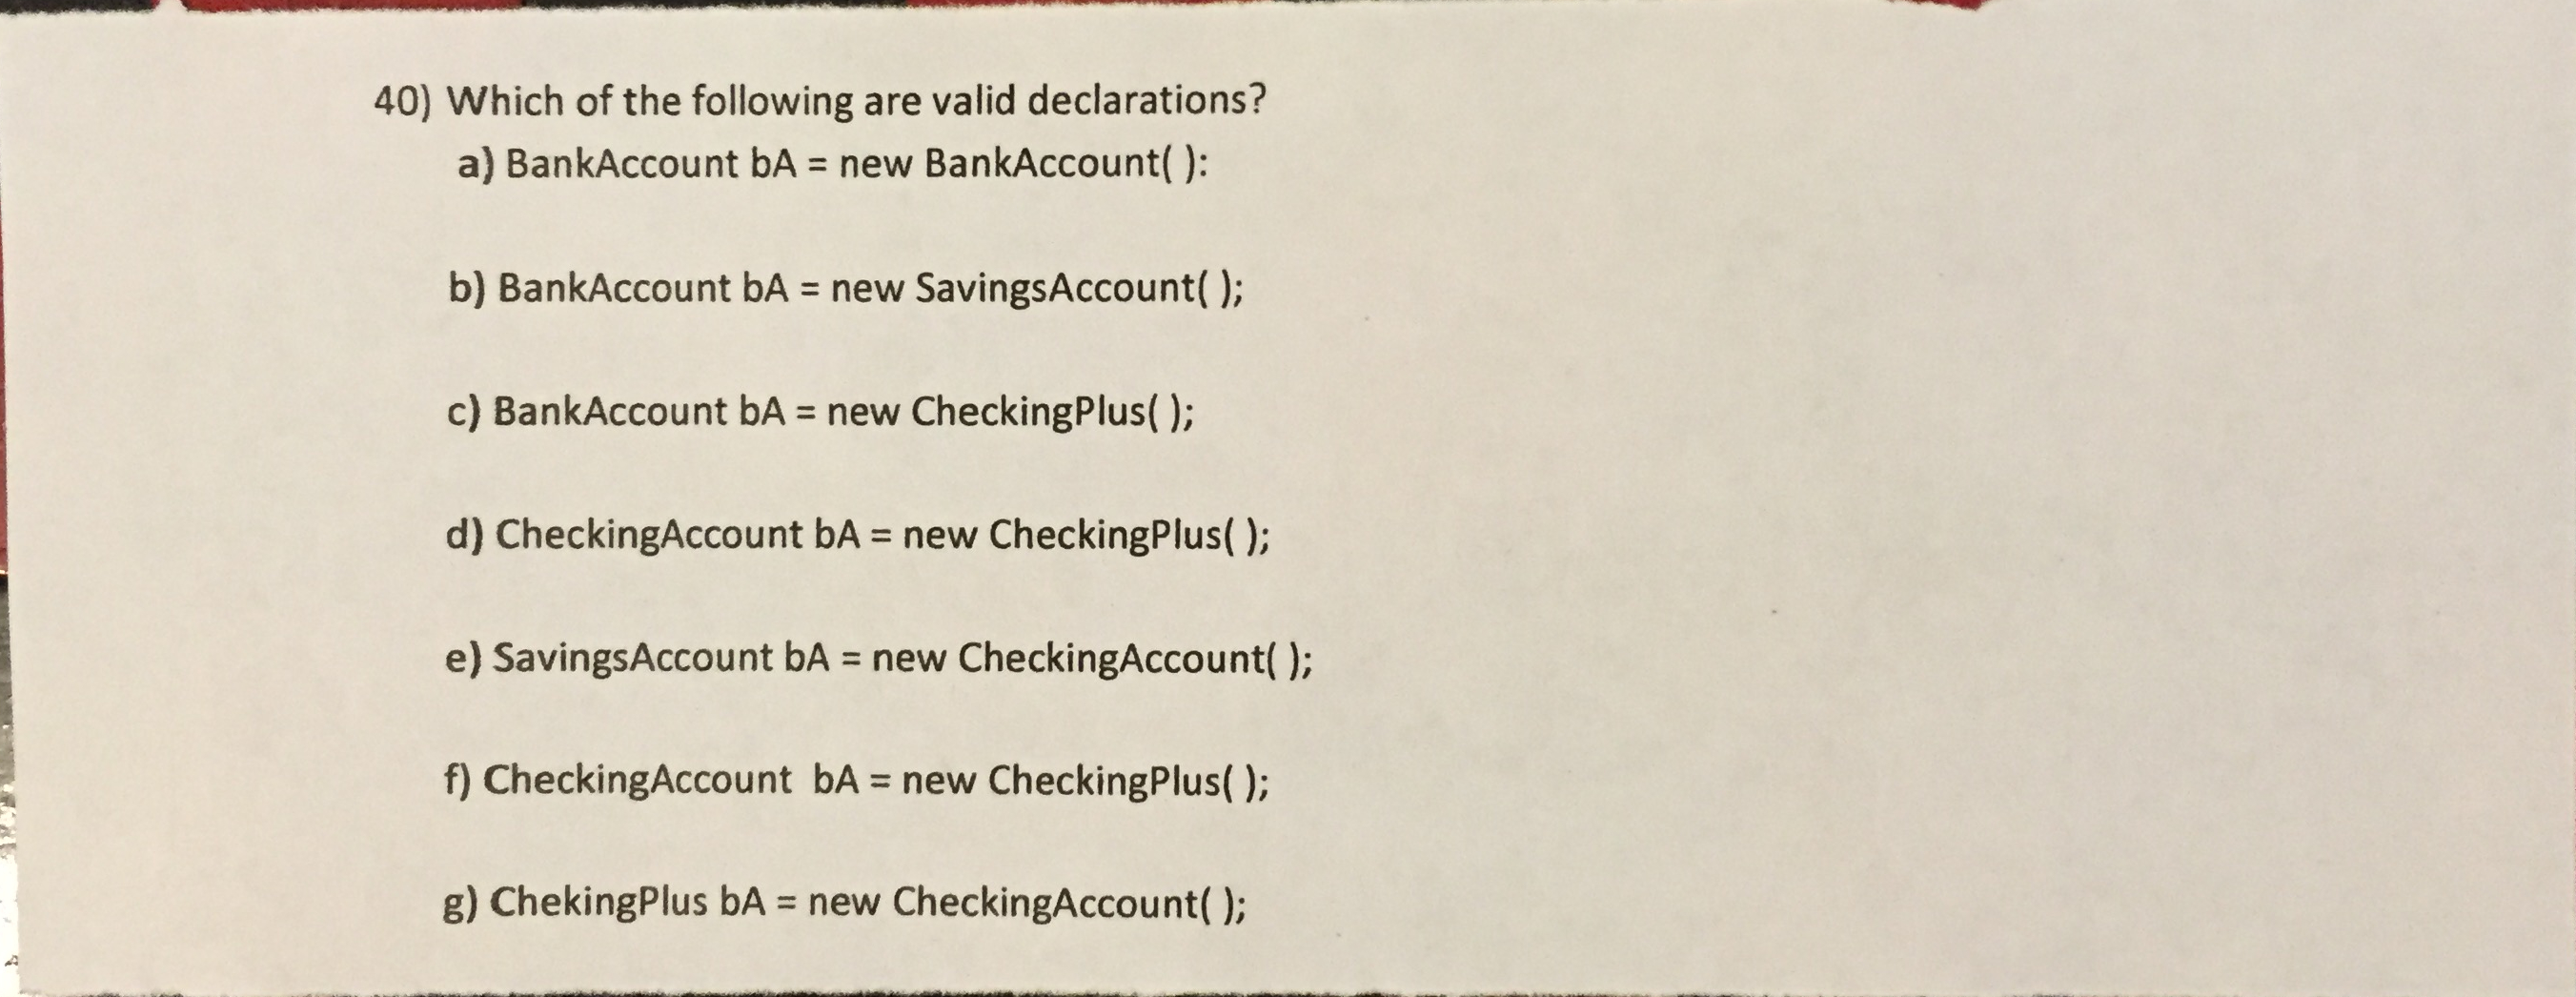 40) Which of the following are valid declarations?
a) BankAccount bA = new BankAccount( ):
b) BankAccount bA = new SavingsAccount( );
c) BankAccount bA = new CheckingPlus( );
d) CheckingAccount bA = new CheckingPlus( );
e) SavingsAccount bA = new CheckingAccount( );
f) CheckingAccount  bA = new CheckingPlus( );
g) ChekingPlus bA = new CheckingAccount( );